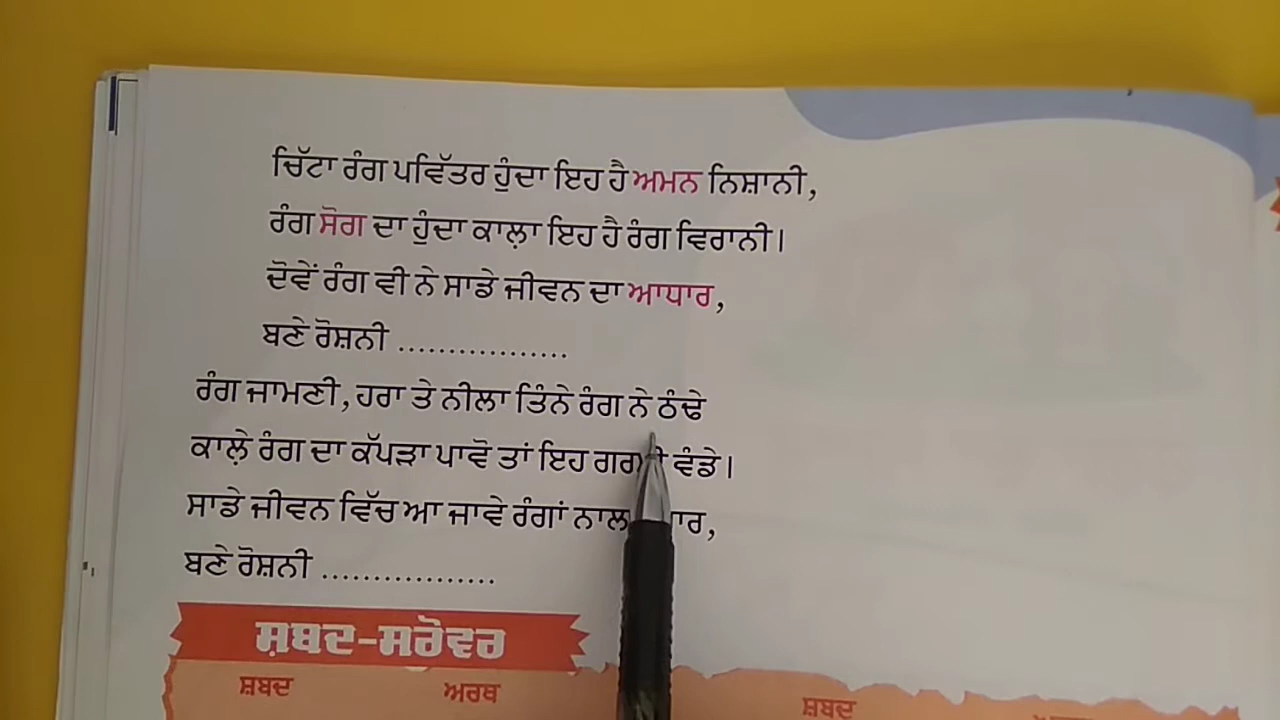 ਚਿੱਟਾ ਰੰਗ ਪਵਿੱਤਰ ਹੁੰਦਾ ਇਹ ਹੈ ਅਮਨ ਨਿਸ਼ਾਨੀ,
ਰੰਗ ਸੋਗ ਦਾ ਹੁੰਦਾ ਕਾਲ਼ਾ ਇਹ ਹੈ ਰੰਗ ਵਿਰਾਨੀ।
ਦੋਵੇਂ ਰੰਗ ਵੀ ਨੇ ਸਾਡੇ ਜੀਵਨ ਦਾ ਆਧਾਰ,
ਬਣੇ ਰੋਸ਼ਨੀ .................
ਰੰਗ ਜਾਮਣੀ, ਹਰਾ ਤੇ ਨੀਲਾ ਤਿੰਨੇ ਰੰਗ ਨੇ ਠੰਢੇ
ਕਾਲ਼ੇ ਰੰਗ ਦਾ ਕੱਪੜਾ ਪਾਵੋ ਤਾਂ ਇਹ ਵੰਡੇ।
ਸਾਡੇ ਜੀਵਨ ਵਿੱਚ ਆ ਜਾਵੇ ਰੰਗਾਂ ਨਾਲ
ਬਣੇ ਰੋਸ਼ਨੀ .................
ਸ਼ਬਦ-ਸਰੋਵਰ
ਸ਼ਬਦ ਅਰਥ ਸ਼ਬਦ